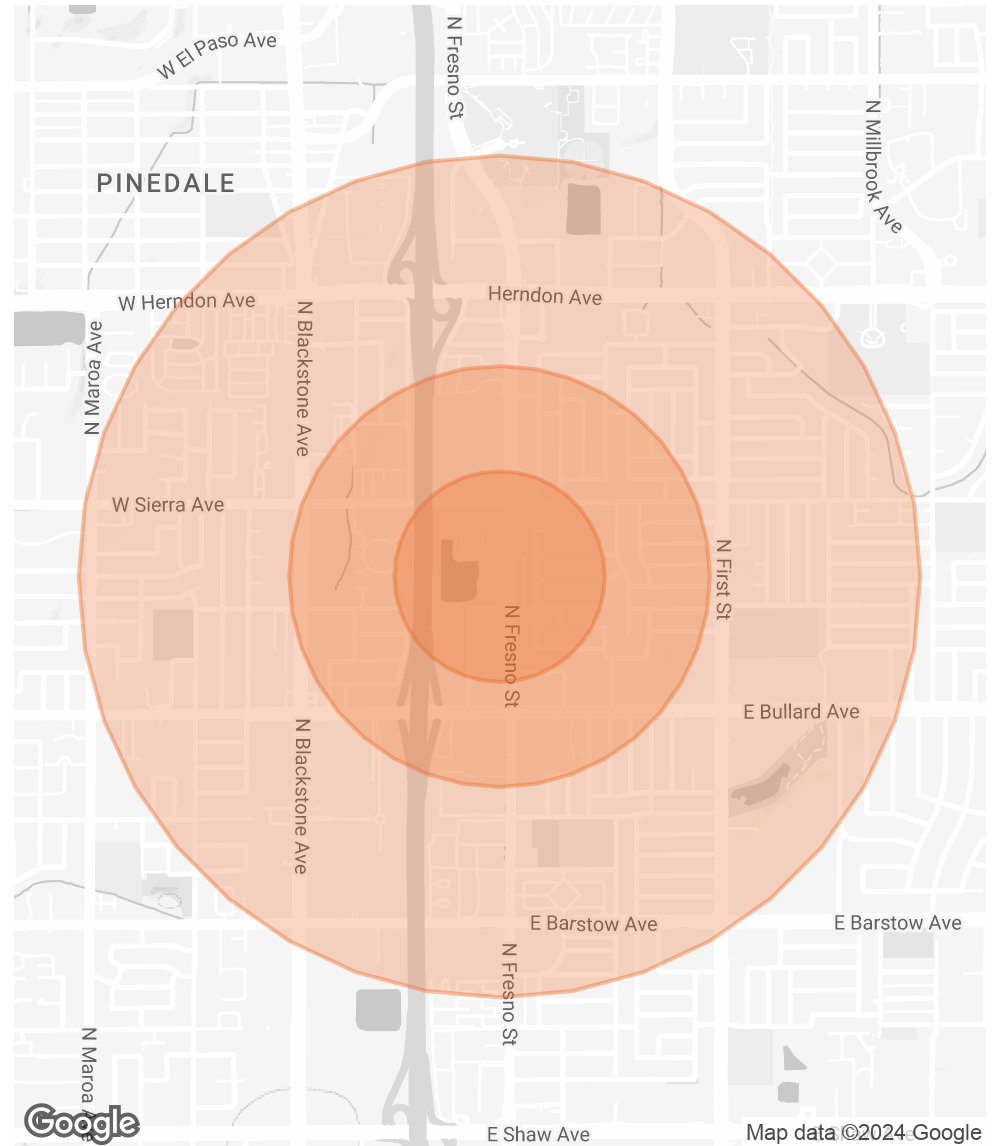 W El Paso Ave
N Fresno St
N Millbrook Ave
PINEDALE
W Herndon Ave
Herndon Ave
N Maroa Ave
N Blackstone Ave
W Sierra Ave
N First St
N Fresno St
E Bullard Ave
N Blackstone Ave
E Barstow Ave
E Barstow Ave
N Fresno St
N Maroa Ave
Google
E Shaw Ave
Map data ©2024 Google